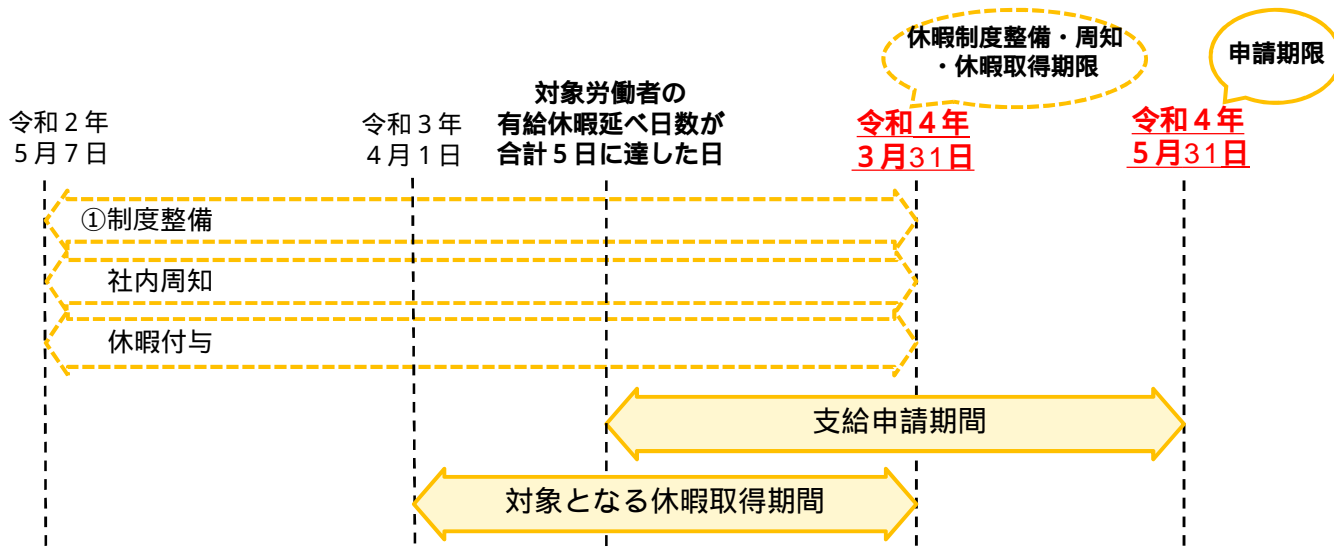 休暇制度整備・周知
・休暇取得期限
申請期限
令和２年
５月７日
令和３年
４月１日
対象労働者の
有給休暇延べ日数が
合計５日に達した日
令和４年
３月31日
令和４年
５月31日
①制度整備
社内周知
休暇付与
支給申請期間
対象となる休暇取得期間